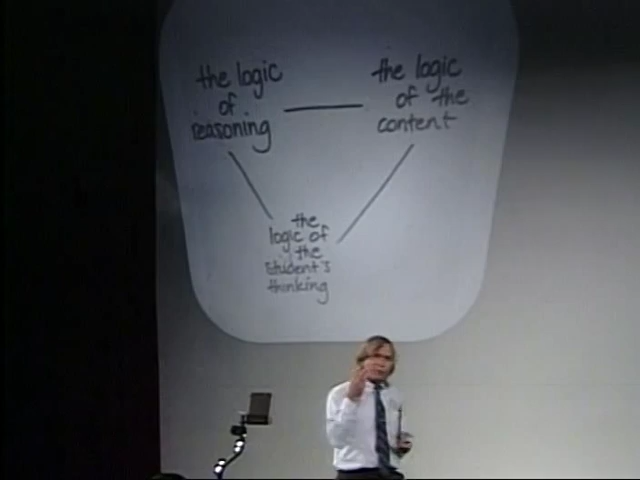 the logic
of
reasoning
the logic
of the
content
the
logic of
the
student's
thinking